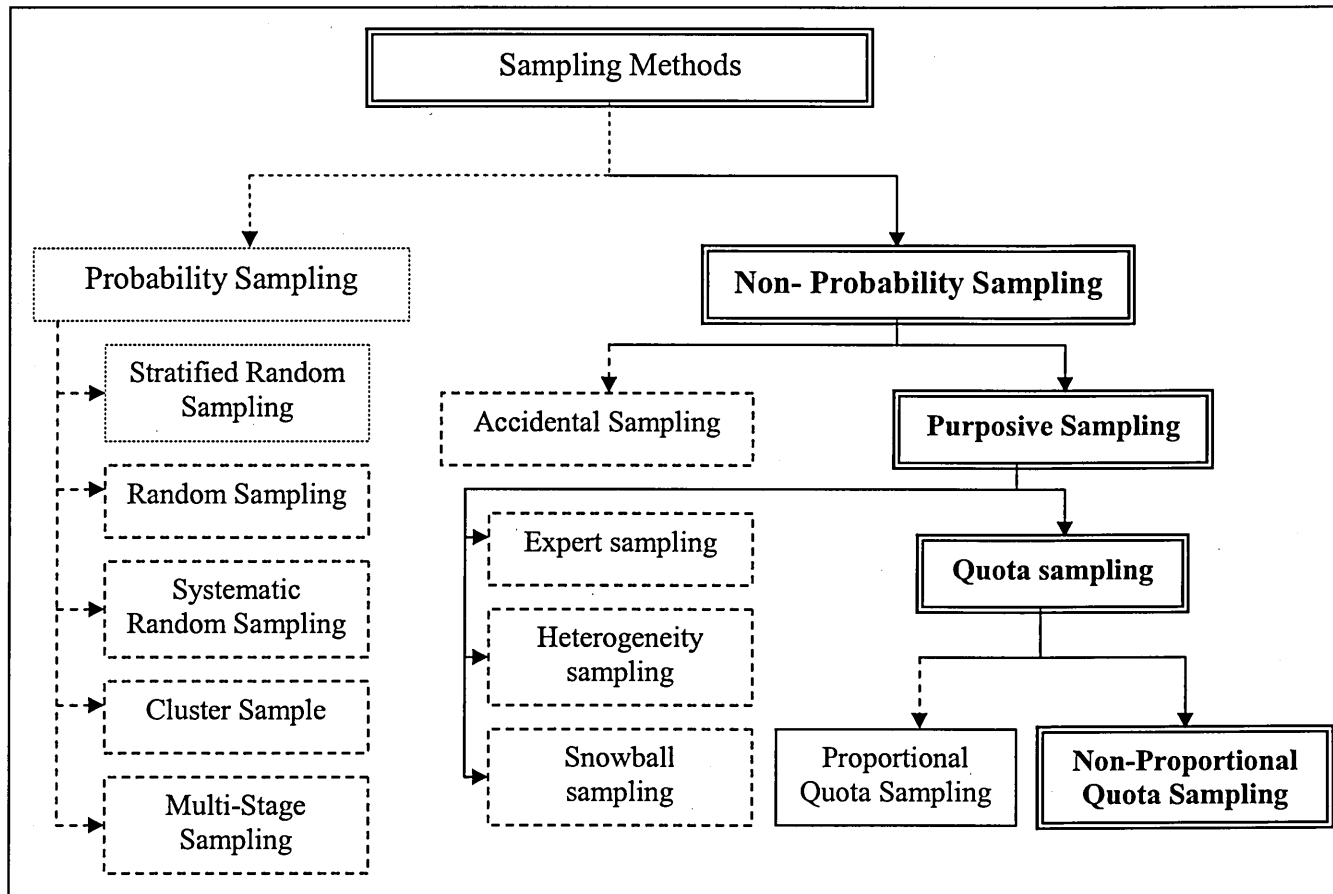 Sampling Methods
Probability Sampling
Stratified Random
Sampling
Random Sampling
Systematic
Random Sampling
Cluster Sample
Multi-Stage
Sampling
Non- Probability Sampling
Accidental Sampling
Purposive Sampling
Expert sampling
Heterogeneity
sampling
Snowball
sampling
Quota sampling
Proportional
Quota Sampling
Non-Proportional
Quota Sampling